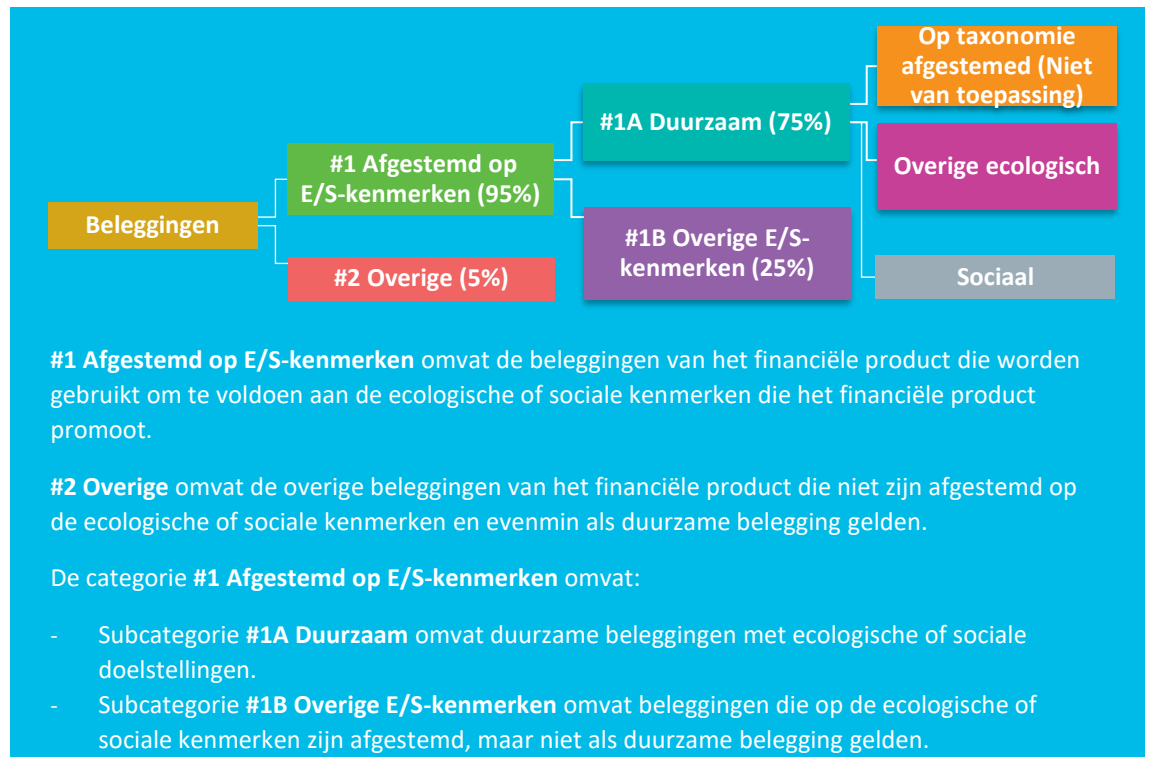 Op taxonomie
afgestemed (Niet
van toepassing)
#1A Duurzaam (75%)
#1 Afgestemd op
E/S-kenmerken (95%)
Overige ecologisch
Beleggingen
#1B Overige E/S-
kenmerken (25%)
#2 Overige (5%)
Sociaal
#1 Afgestemd op E/S-kenmerken omvat de beleggingen van het financiële product die worden
gebruikt om te voldoen aan de ecologische of sociale kenmerken die het financiële product
promoot.
#2 Overige omvat de overige beleggingen van het financiële product die niet zijn afgestemd op
de ecologische of sociale kenmerken en evenmin als duurzame belegging gelden.
De categorie #1 Afgestemd op E/S-kenmerken omvat:
- Subcategorie #1A Duurzaam omvat duurzame beleggingen met ecologische of sociale
doelstellingen.
- Subcategorie #1B Overige E/S-kenmerken omvat beleggingen die op de ecologische of
sociale kenmerken zijn afgestemd, maar niet als duurzame belegging gelden.